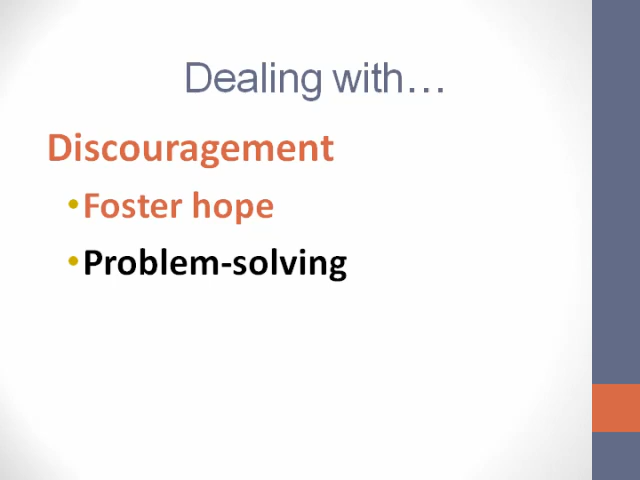 Dealing with…
Discouragement
•Foster hope
•Problem-solving